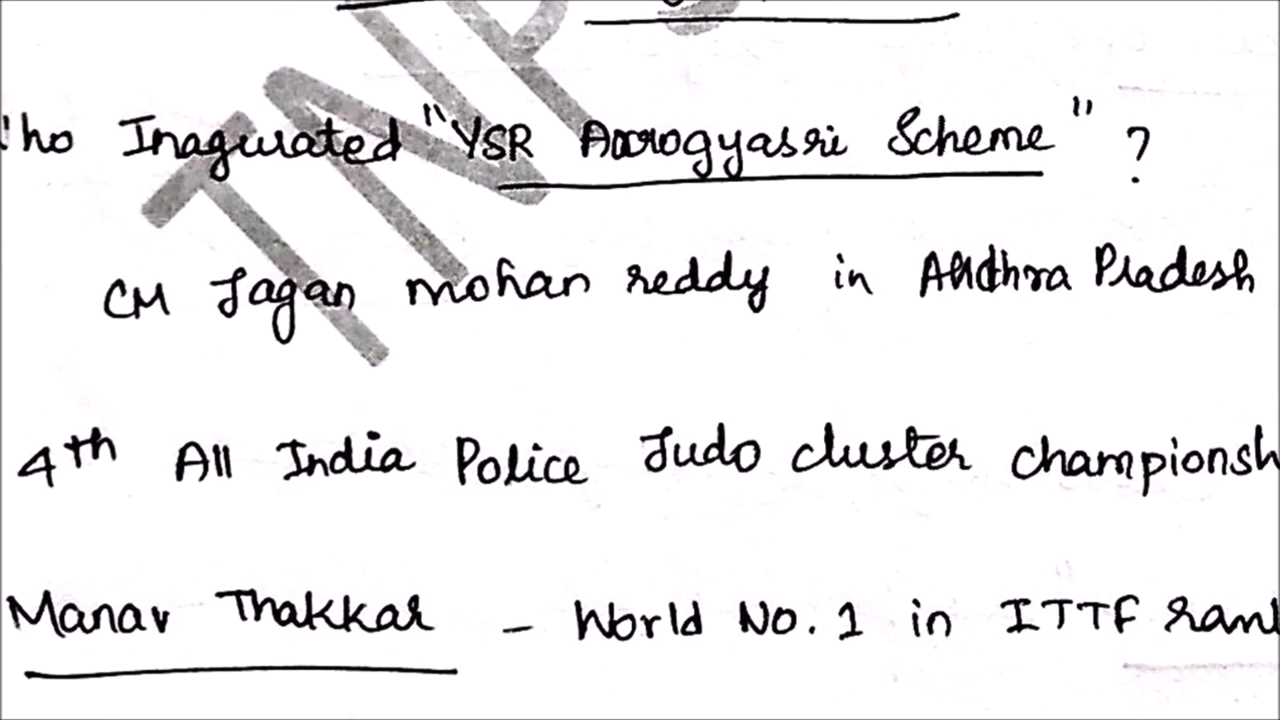 ho Inagurated "YSR Aarogyasri Scheme" ?
CM Jagan mohan reddy in Andhra Pradesh
4th All India Police Judo cluster championsh
Manav Thakkar - World No. 1 in ITTF rank